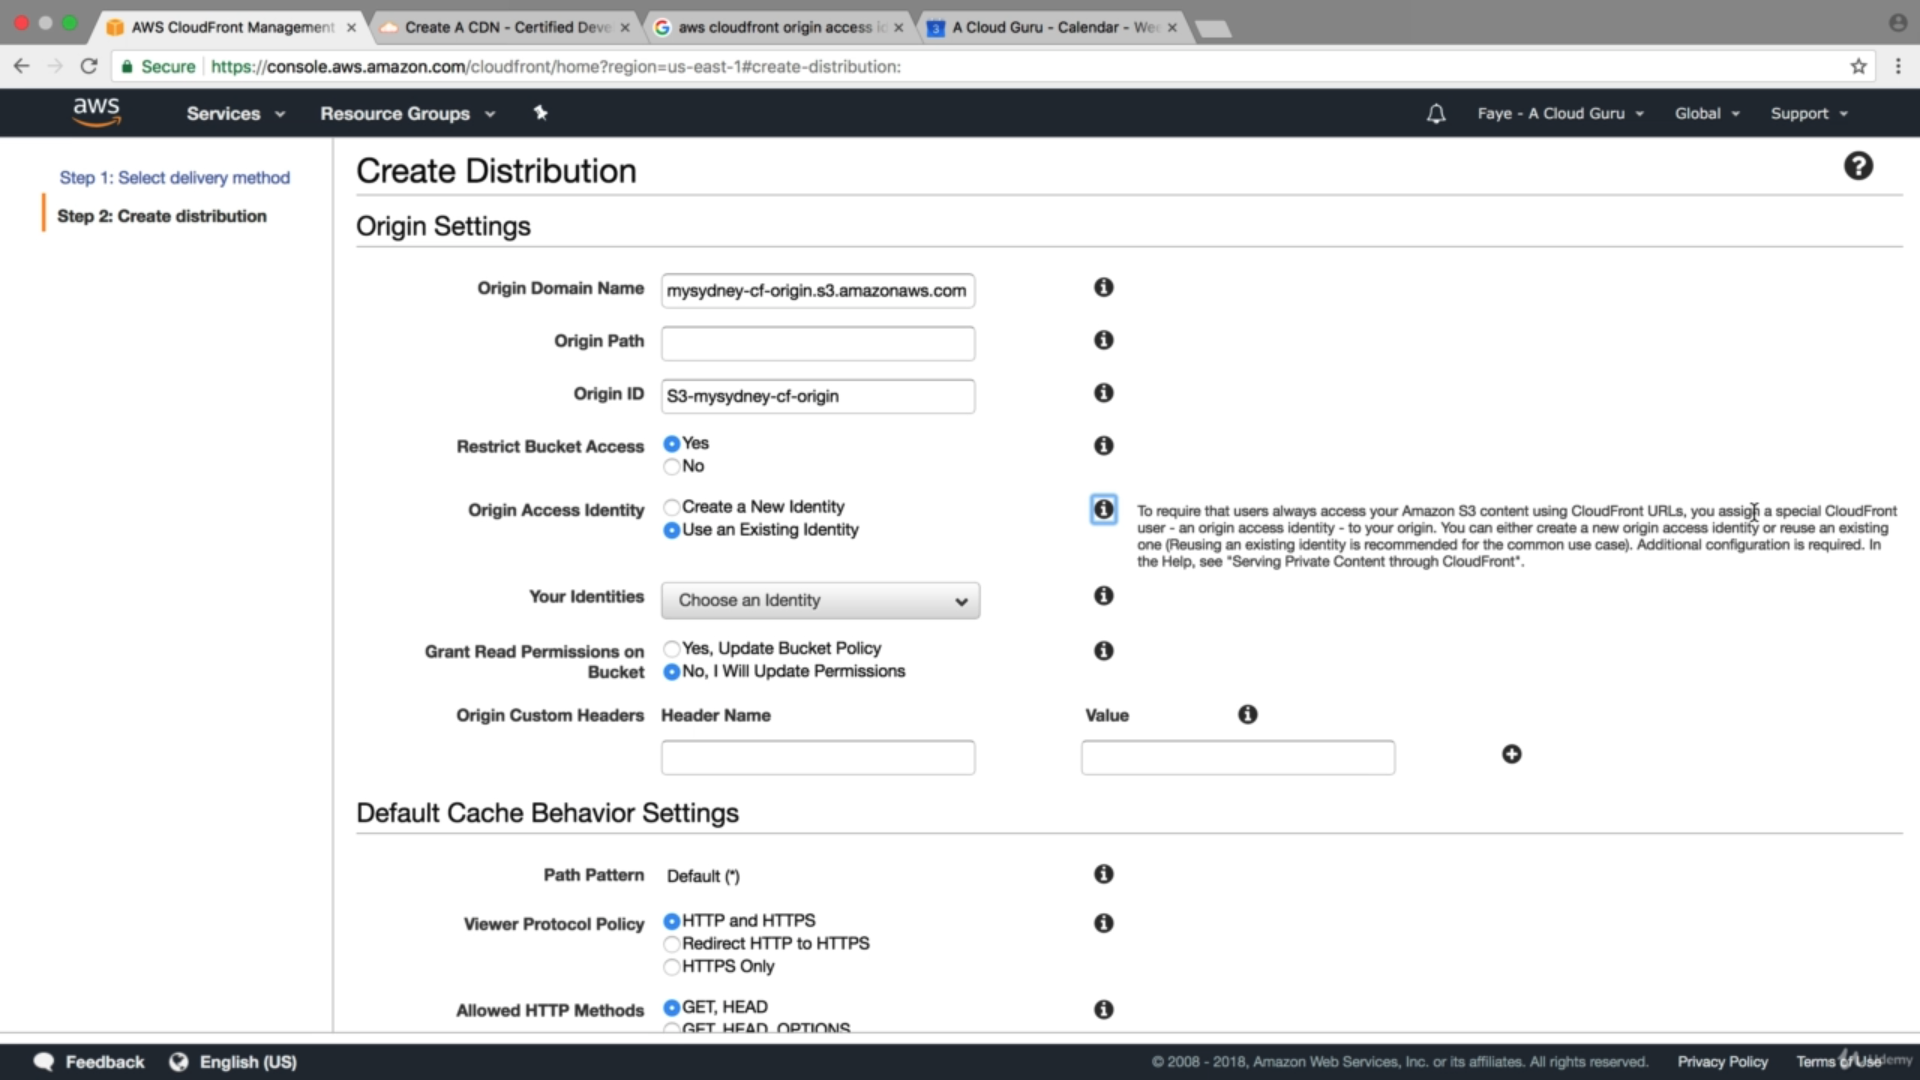 AWS CloudFront Management
Create A CDN - Certified Deve
aws cloudfront origin access id
A Cloud Guru - Calendar - Wee
Secure https://console.aws.amazon.com/cloudfront/home?region=us-east-1#create-distribution:
aws
Services
Resource Groups
Faye - A Cloud Guru
Global
Support
Step 1: Select delivery method
Step 2: Create distribution
Create Distribution
Origin Settings
Origin Domain Name mysydney-cf-origin.s3.amazonaws.com
Origin Path
Origin ID S3-mysydney-cf-origin
Restrict Bucket Access Yes
No
Origin Access Identity Create a New Identity
Use an Existing Identity
To require that users always access your Amazon S3 content using CloudFront URLs, you assign a special CloudFront
user - an origin access identity - to your origin. You can either create a new origin access identity or reuse an existing
one (Reusing an existing identity is recommended for the common use case). Additional configuration is required. In
the Help, see "Serving Private Content through CloudFront".
Your Identities Choose an Identity
Grant Read Permissions on
Bucket
Yes, Update Bucket Policy
No, I Will Update Permissions
Origin Custom Headers Header Name Value
Default Cache Behavior Settings
Path Pattern Default (*)
Viewer Protocol Policy HTTP and HTTPS
Redirect HTTP to HTTPS
HTTPS Only
Allowed HTTP Methods GET, HEAD
GET, HEAD, OPTIONS
Feedback English (US) © 2008 - 2018, Amazon Web Services, Inc. or its affiliates. All rights reserved. Privacy Policy Terms of Use